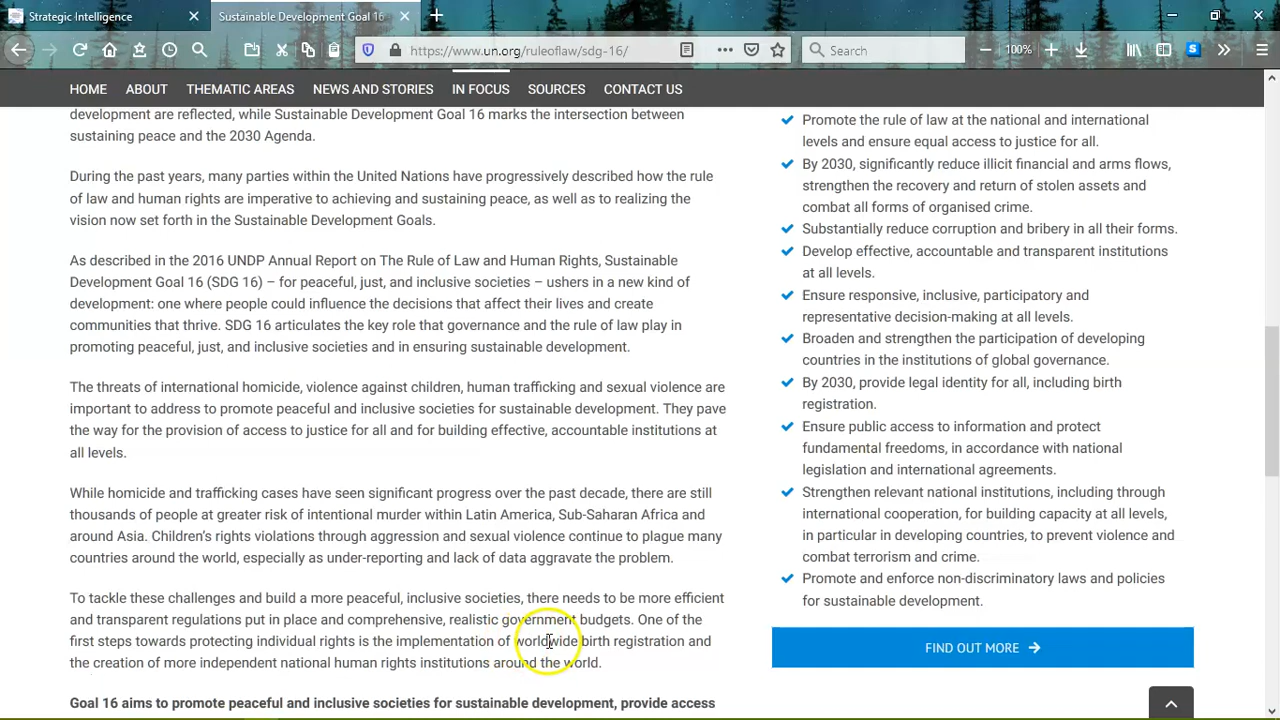 Strategic Intelligence
Sustainable Development Goal 16
https://www.un.org/ruleoflaw/sdg-16/
100%
Search
HOME
ABOUT
THEMATIC AREAS
NEWS AND STORIES
IN FOCUS
SOURCES
CONTACT US
development are reflected, while Sustainable Development Goal 16 marks the intersection between
sustaining peace and the 2030 Agenda.
During the past years, many parties within the United Nations have progressively described how the rule
of law and human rights are imperative to achieving and sustaining peace, as well as to realizing the
vision now set forth in the Sustainable Development Goals.
As described in the 2016 UNDP Annual Report on The Rule of Law and Human Rights, Sustainable
Development Goal 16 (SDG 16) – for peaceful, just, and inclusive societies – ushers in a new kind of
development: one where people could influence the decisions that affect their lives and create
communities that thrive. SDG 16 articulates the key role that governance and the rule of law play in
promoting peaceful, just, and inclusive societies and in ensuring sustainable development.
The threats of international homicide, violence against children, human trafficking and sexual violence are
important to address to promote peaceful and inclusive societies for sustainable development. They pave
the way for the provision of access to justice for all and for building effective, accountable institutions at
all levels.
While homicide and trafficking cases have seen significant progress over the past decade, there are still
thousands of people at greater risk of intentional murder within Latin America, Sub-Saharan Africa and
around Asia. Children's rights violations through aggression and sexual violence continue to plague many
countries around the world, especially as under-reporting and lack of data aggravate the problem.
To tackle these challenges and build a more peaceful, inclusive societies, there needs to be more efficient
and transparent regulations put in place and comprehensive, realistic government budgets. One of the
first steps towards protecting individual rights is the implementation of worldwide birth registration and
the creation of more independent national human rights institutions around the world.
Goal 16 aims to promote peaceful and inclusive societies for sustainable development, provide access
Promote the rule of law at the national and international
levels and ensure equal access to justice for all.
By 2030, significantly reduce illicit financial and arms flows,
strengthen the recovery and return of stolen assets and
combat all forms of organised crime.
Substantially reduce corruption and bribery in all their forms.
Develop effective, accountable and transparent institutions
at all levels.
Ensure responsive, inclusive, participatory and
representative decision-making at all levels.
Broaden and strengthen the participation of developing
countries in the institutions of global governance.
By 2030, provide legal identity for all, including birth
registration.
Ensure public access to information and protect
fundamental freedoms, in accordance with national
legislation and international agreements.
Strengthen relevant national institutions, including through
international cooperation, for building capacity at all levels,
in particular in developing countries, to prevent violence and
combat terrorism and crime.
Promote and enforce non-discriminatory laws and policies
for sustainable development.
FIND OUT MORE